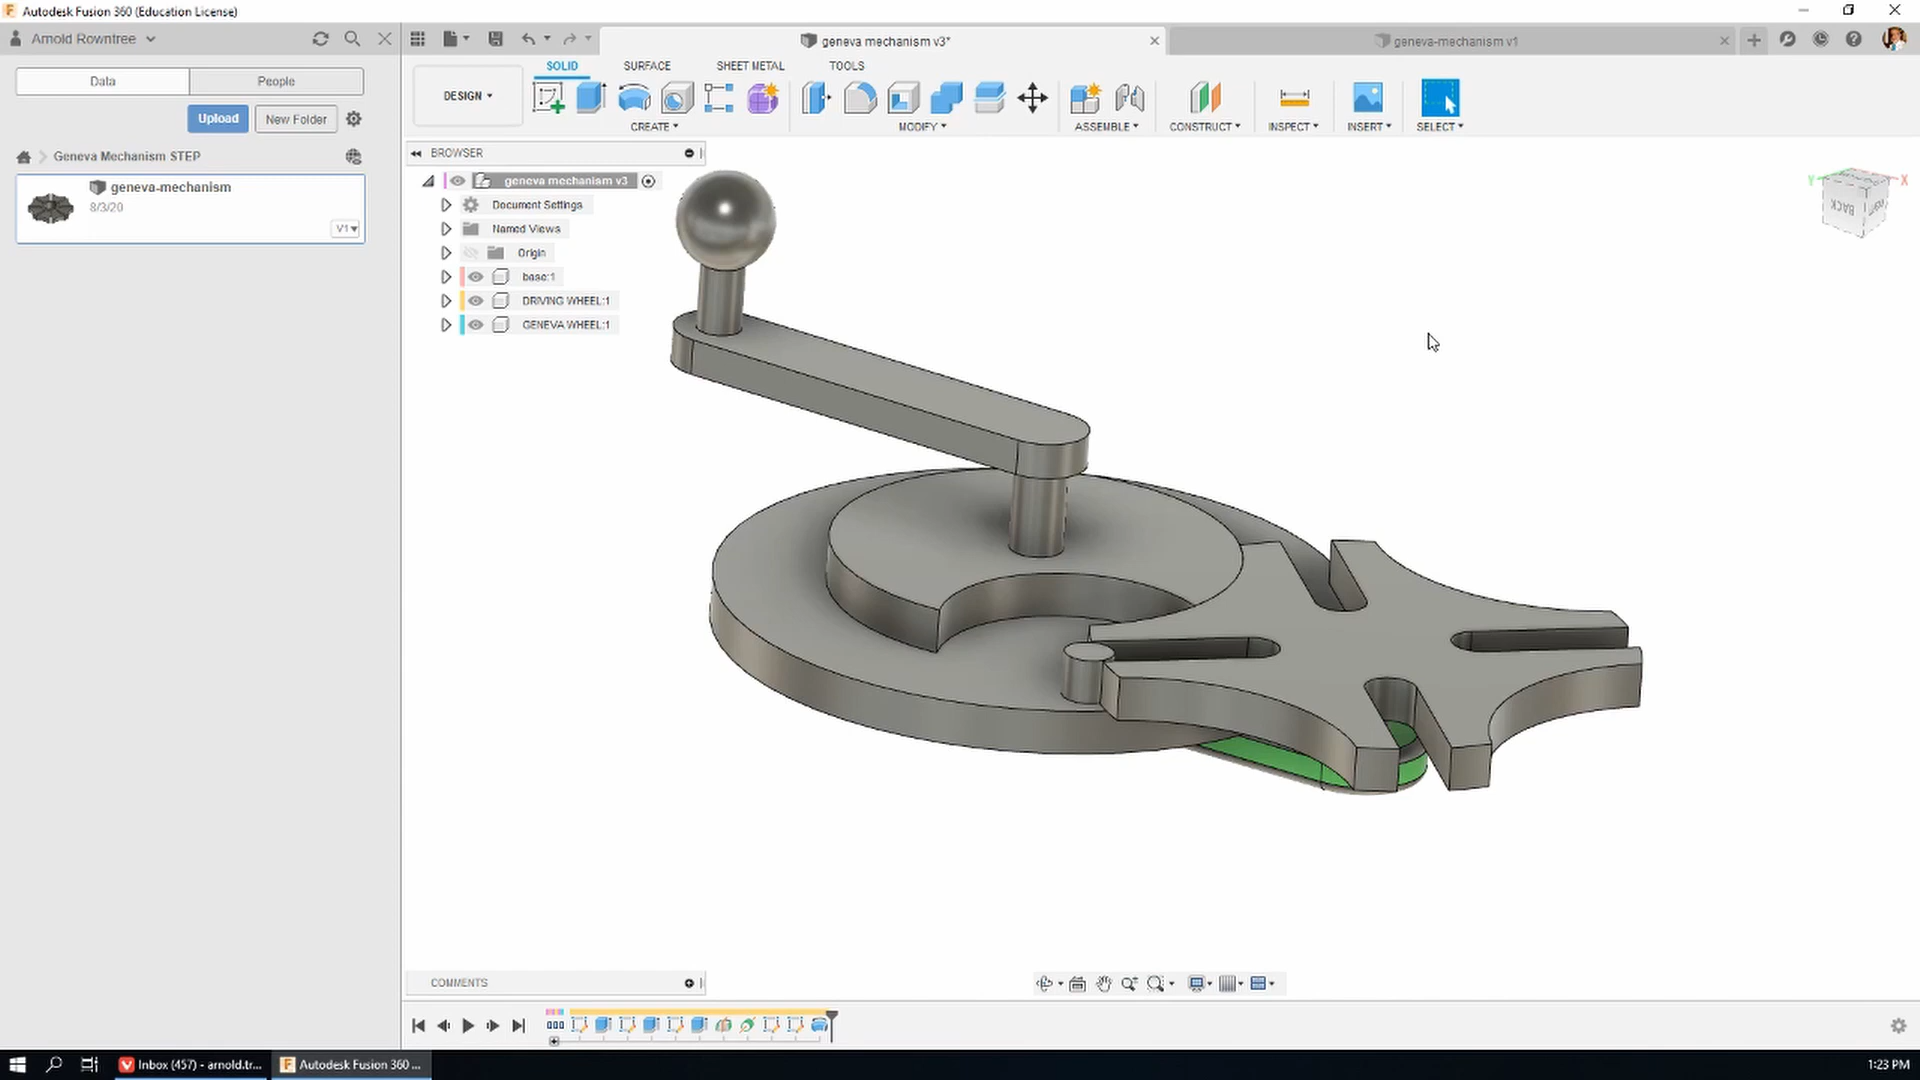 Autodesk Fusion 360 (Education License)
Arnold Rowntree
geneva mechanism v3*
geneva-mechanism v1
Data
People
Upload
New Folder
Geneva Mechanism STEP
geneva-mechanism
8/3/20
V1
SOLID
SURFACE
SHEET METAL
TOOLS
DESIGN
CREATE
MODIFY
ASSEMBLE
CONSTRUCT
INSPECT
INSERT
SELECT
BROWSER
geneva mechanism v3
Document Settings
Named Views
Origin
base:1
DRIVING WHEEL:1
GENEVA WHEEL:1
Y
X
BACK
COMMENTS
Inbox (457) - arnold.tr...
Autodesk Fusion 360 ...
1:23 PM